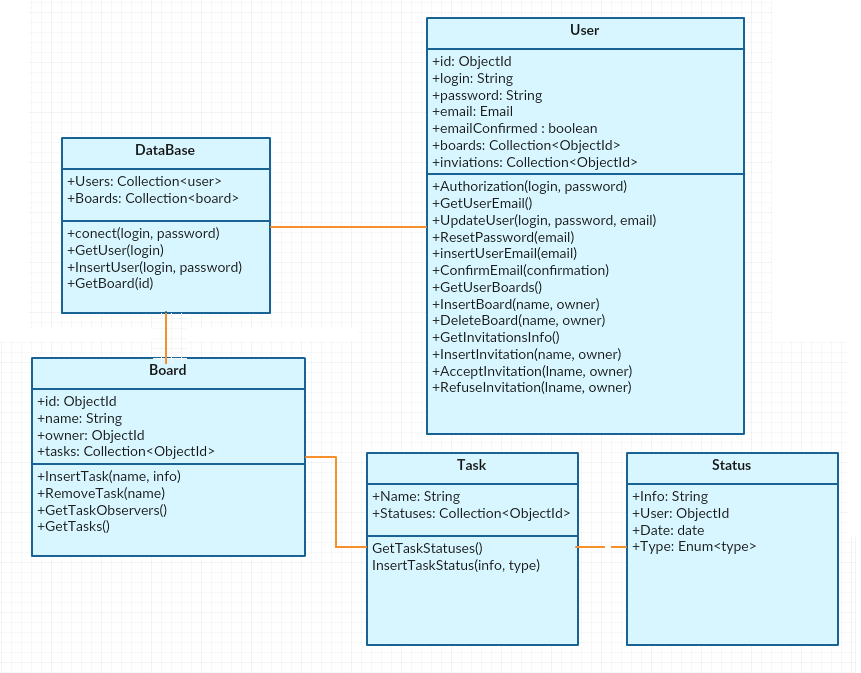 User
+id: ObjectId
+login: String
+password: String
+email: Email
+emailConfirmed : boolean
+boards: Collection<ObjectId>
+inviations: Collection<ObjectId>
+Authorization(login, password)
+GetUserEmail()
+UpdateUser(login, password, email)
+ResetPassword(email)
+insertUserEmail(email)
+ConfirmEmail(confirmation)
+GetUserBoards()
+InsertBoard(name, owner)
+DeleteBoard(name, owner)
+GetInvitationsInfo()
+InsertInvitation(name, owner)
+AcceptInvitation(lname, owner)
+RefuseInvitation(lname, owner)
DataBase
+Users: Collection<user>
+Boards: Collection<board>
+conect(login, password)
+GetUser(login)
+InsertUser(login, password)
+GetBoard(id)
Board
+id: ObjectId
+name: String
+owner: ObjectId
+tasks: Collection<ObjectId>
+InsertTask(name, info)
+RemoveTask(name)
+GetTaskObservers()
+GetTasks()
Task
+Name: String
+Statuses: Collection<ObjectId>
GetTaskStatuses()
InsertTaskStatus(info, type)
Status
+Info: String
+User: ObjectId
+Date: date
+Type: Enum<type>